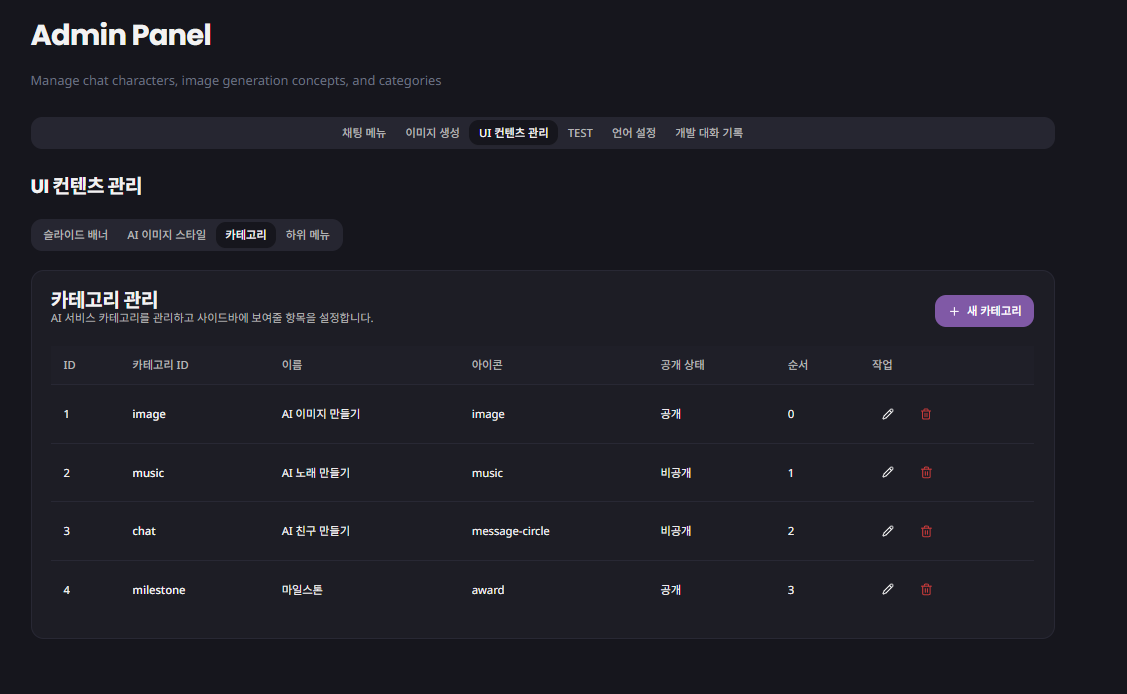 Admin Panel
Manage chat characters, image generation concepts, and categories
채팅 메뉴 이미지 생성 UI 컨텐츠 관리 TEST 언어 설정 개발 대화 기록
UI 컨텐츠 관리
슬라이드 배너 AI 이미지 스타일 카테고리 하위 메뉴
카테고리 관리
AI 서비스 카테고리를 관리하고 사이드바에 보여줄 항목을 설정합니다.
+ 새 카테고리
ID 카테고리 ID 이름 아이콘 공개 상태 순서 작업
1 image AI 이미지 만들기 image 공개 0
2 music AI 노래 만들기 music 비공개 1
3 chat AI 친구 만들기 message-circle 비공개 2
4 milestone 마일스톤 award 공개 3